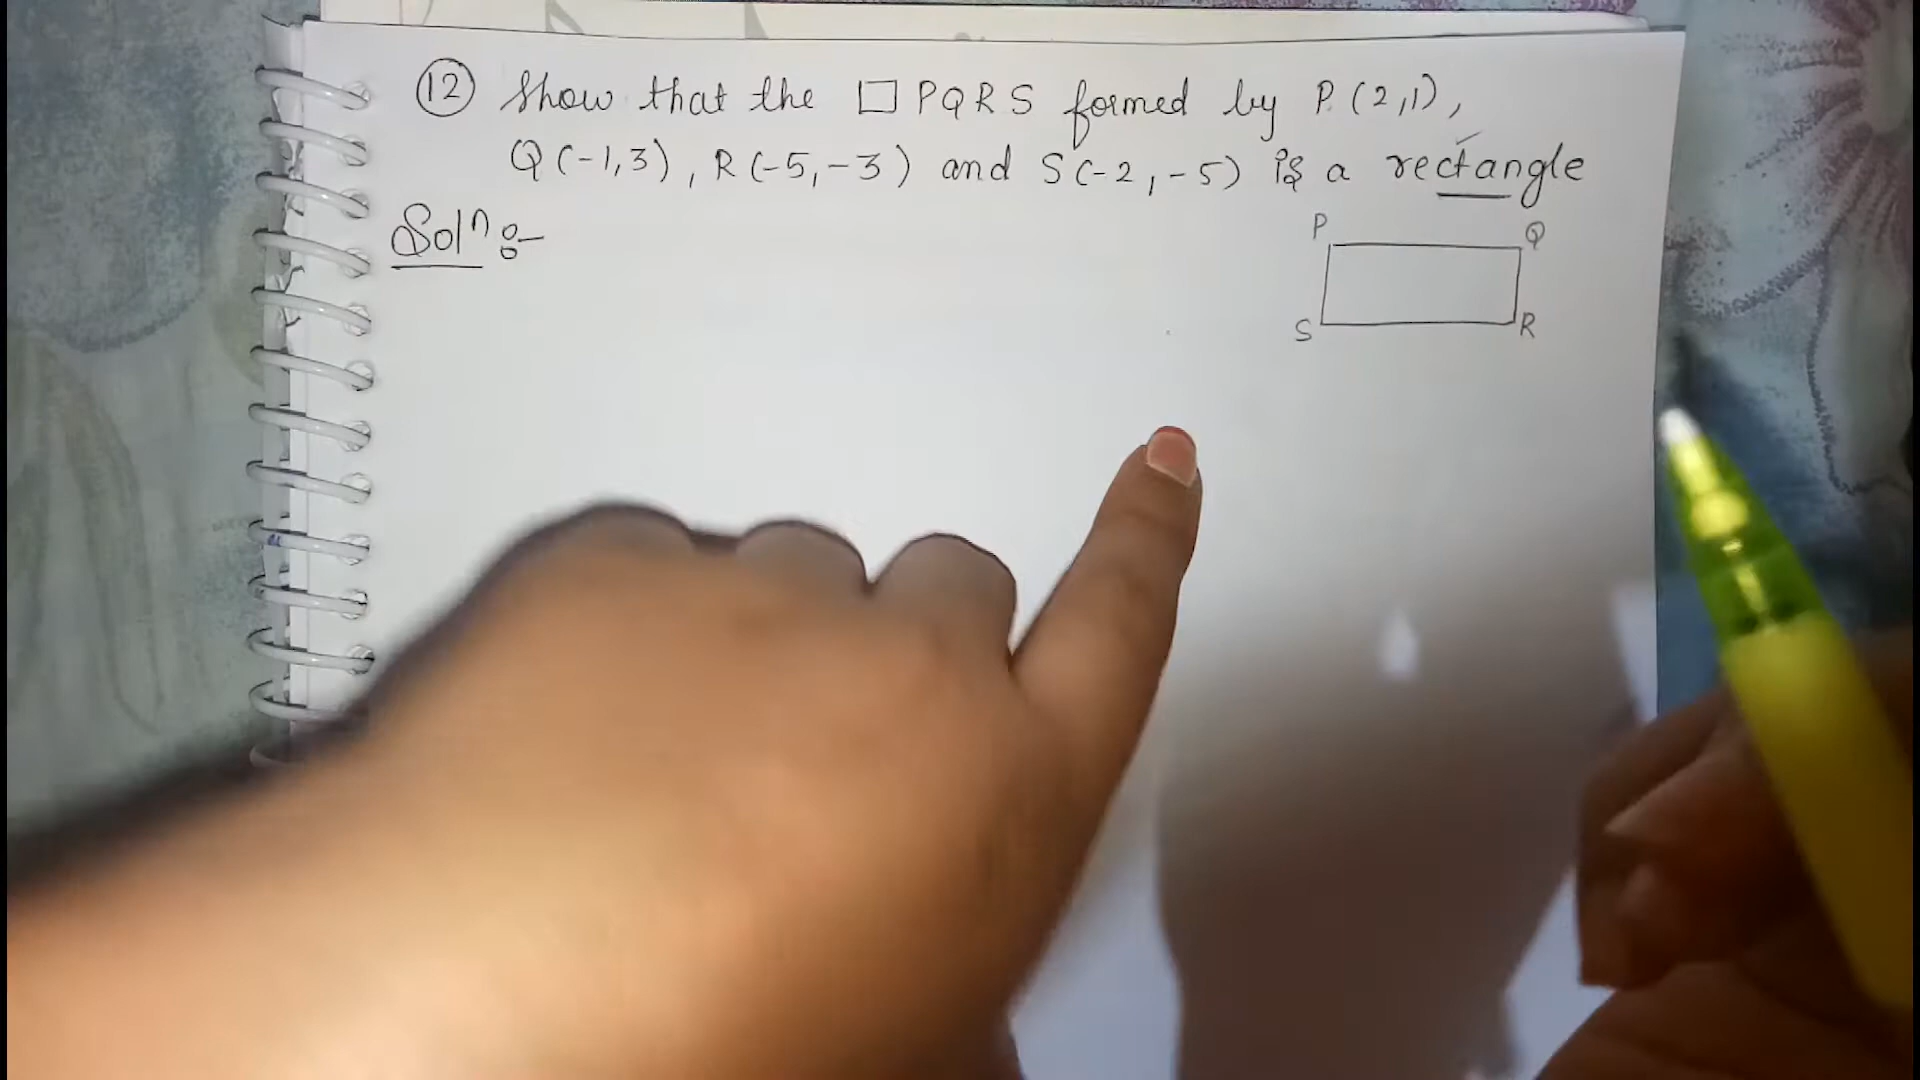 12 Show that the □ PQRS formed by P(2,1),
Q(-1,3), R(-5,-3) and S(-2,-5) is a rectangle
Solⁿ :-
P Q
S R